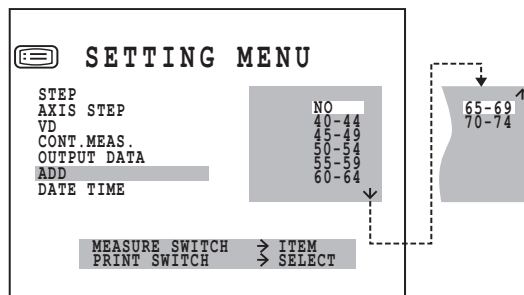 SETTING MENU
STEP
AXIS STEP
VD
CONT.MEAS.
OUTPUT DATA
ADD
DATE TIME
NO
40-44
45-49
50-54
55-59
60-64
65-69
70-74
MEASURE SWITCH → ITEM
PRINT SWITCH → SELECT